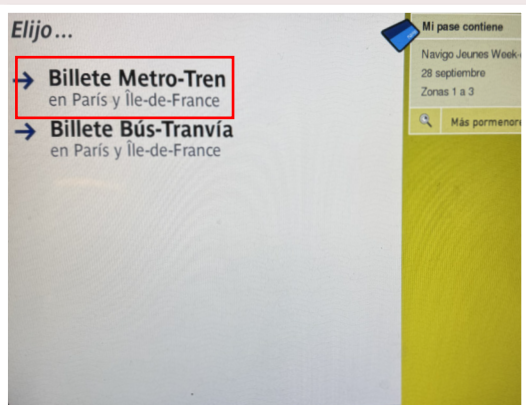 Elijo...
Billete Metro-Tren
en París y Île-de-France
Billete Bús-Tranvía
en París y Île-de-France
Mi pase contiene
Navigo Jeunes Week-
28 septiembre
Zonas 1 a 3
Más